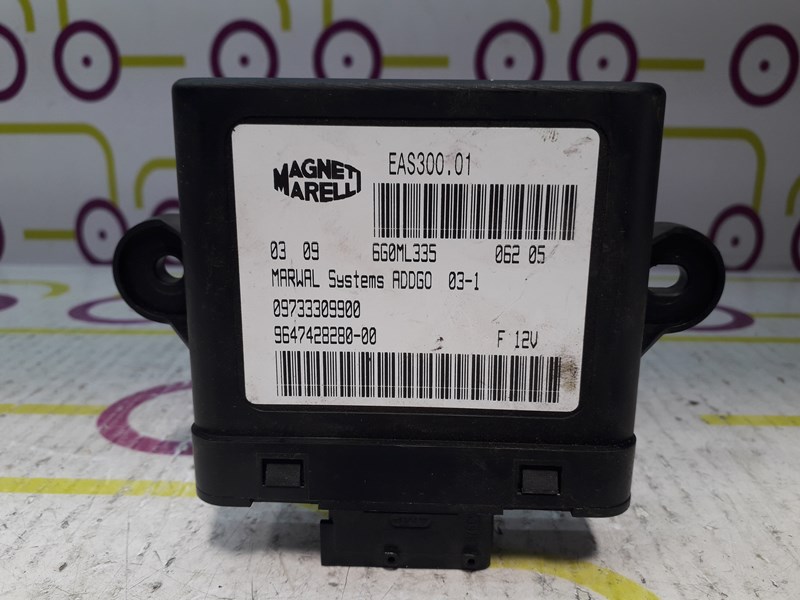 MAGNETI
MARELLI
EAS300.01
03 09 6G0ML335 062 05
MARWAL Systems ADDGO 03-1
09733309900
9647428280-00 F 12V